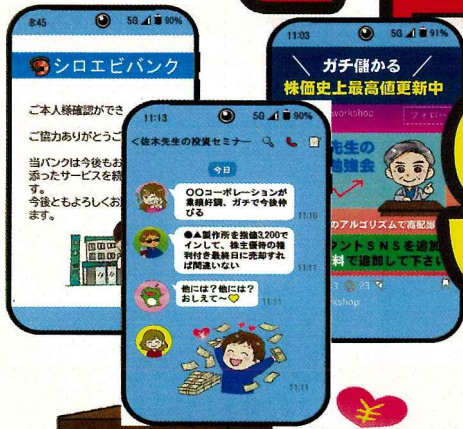 8:45
5G 90%
シロエビバンク
ご本人様確認ができ
ご協力ありがとうご
当バンクは今後もお
添ったサービスを続
す。
今後ともよろしくお
ます。
11:13
5G 90%
<佐木先生の投資セミナー
今日
〇〇コーポレーションが
業績好調、ガチで今後伸
びる
11:10
●▲製作所を指値3,200で
インして、株主優待の権
利付き最終日に売却すれ
ば間違いない
11:11
他には？他には？
おしえて～
11:11
11:11
11:03
5G 91%
ガチ儲かる
株価史上最高値更新中
workshop
フォロー
先生の
勉強会
のアルゴリズムで高配
ウントSNSを追加
料で追加して下さい
23
kshop
¥